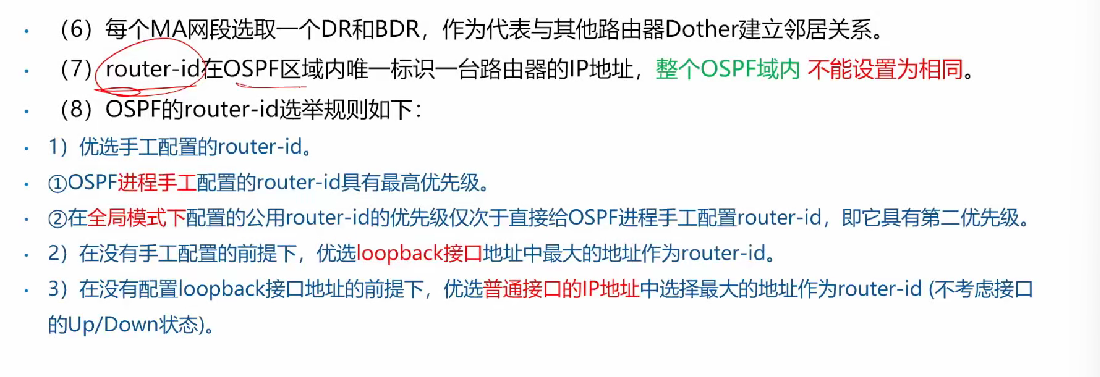 • （6）每个MA网段选取一个DR和BDR，作为代表与其他路由器Dother建立邻居关系。
• （7）router-id在OSPF区域内唯一标识一台路由器的IP地址，整个OSPF域内 不能设置为相同。
• （8）OSPF的router-id选举规则如下：
• 1）优选手工配置的router-id。
• ①OSPF进程手工配置的router-id具有最高优先级。
• ②在全局模式下配置的公用router-id的优先级仅次于直接给OSPF进程手工配置router-id，即它具有第二优先级。
• 2）在没有手工配置的前提下，优选loopback接口地址中最大的地址作为router-id。
• 3）在没有配置loopback接口地址的前提下，优选普通接口的IP地址中选择最大的地址作为router-id (不考虑接口
的Up/Down状态)。